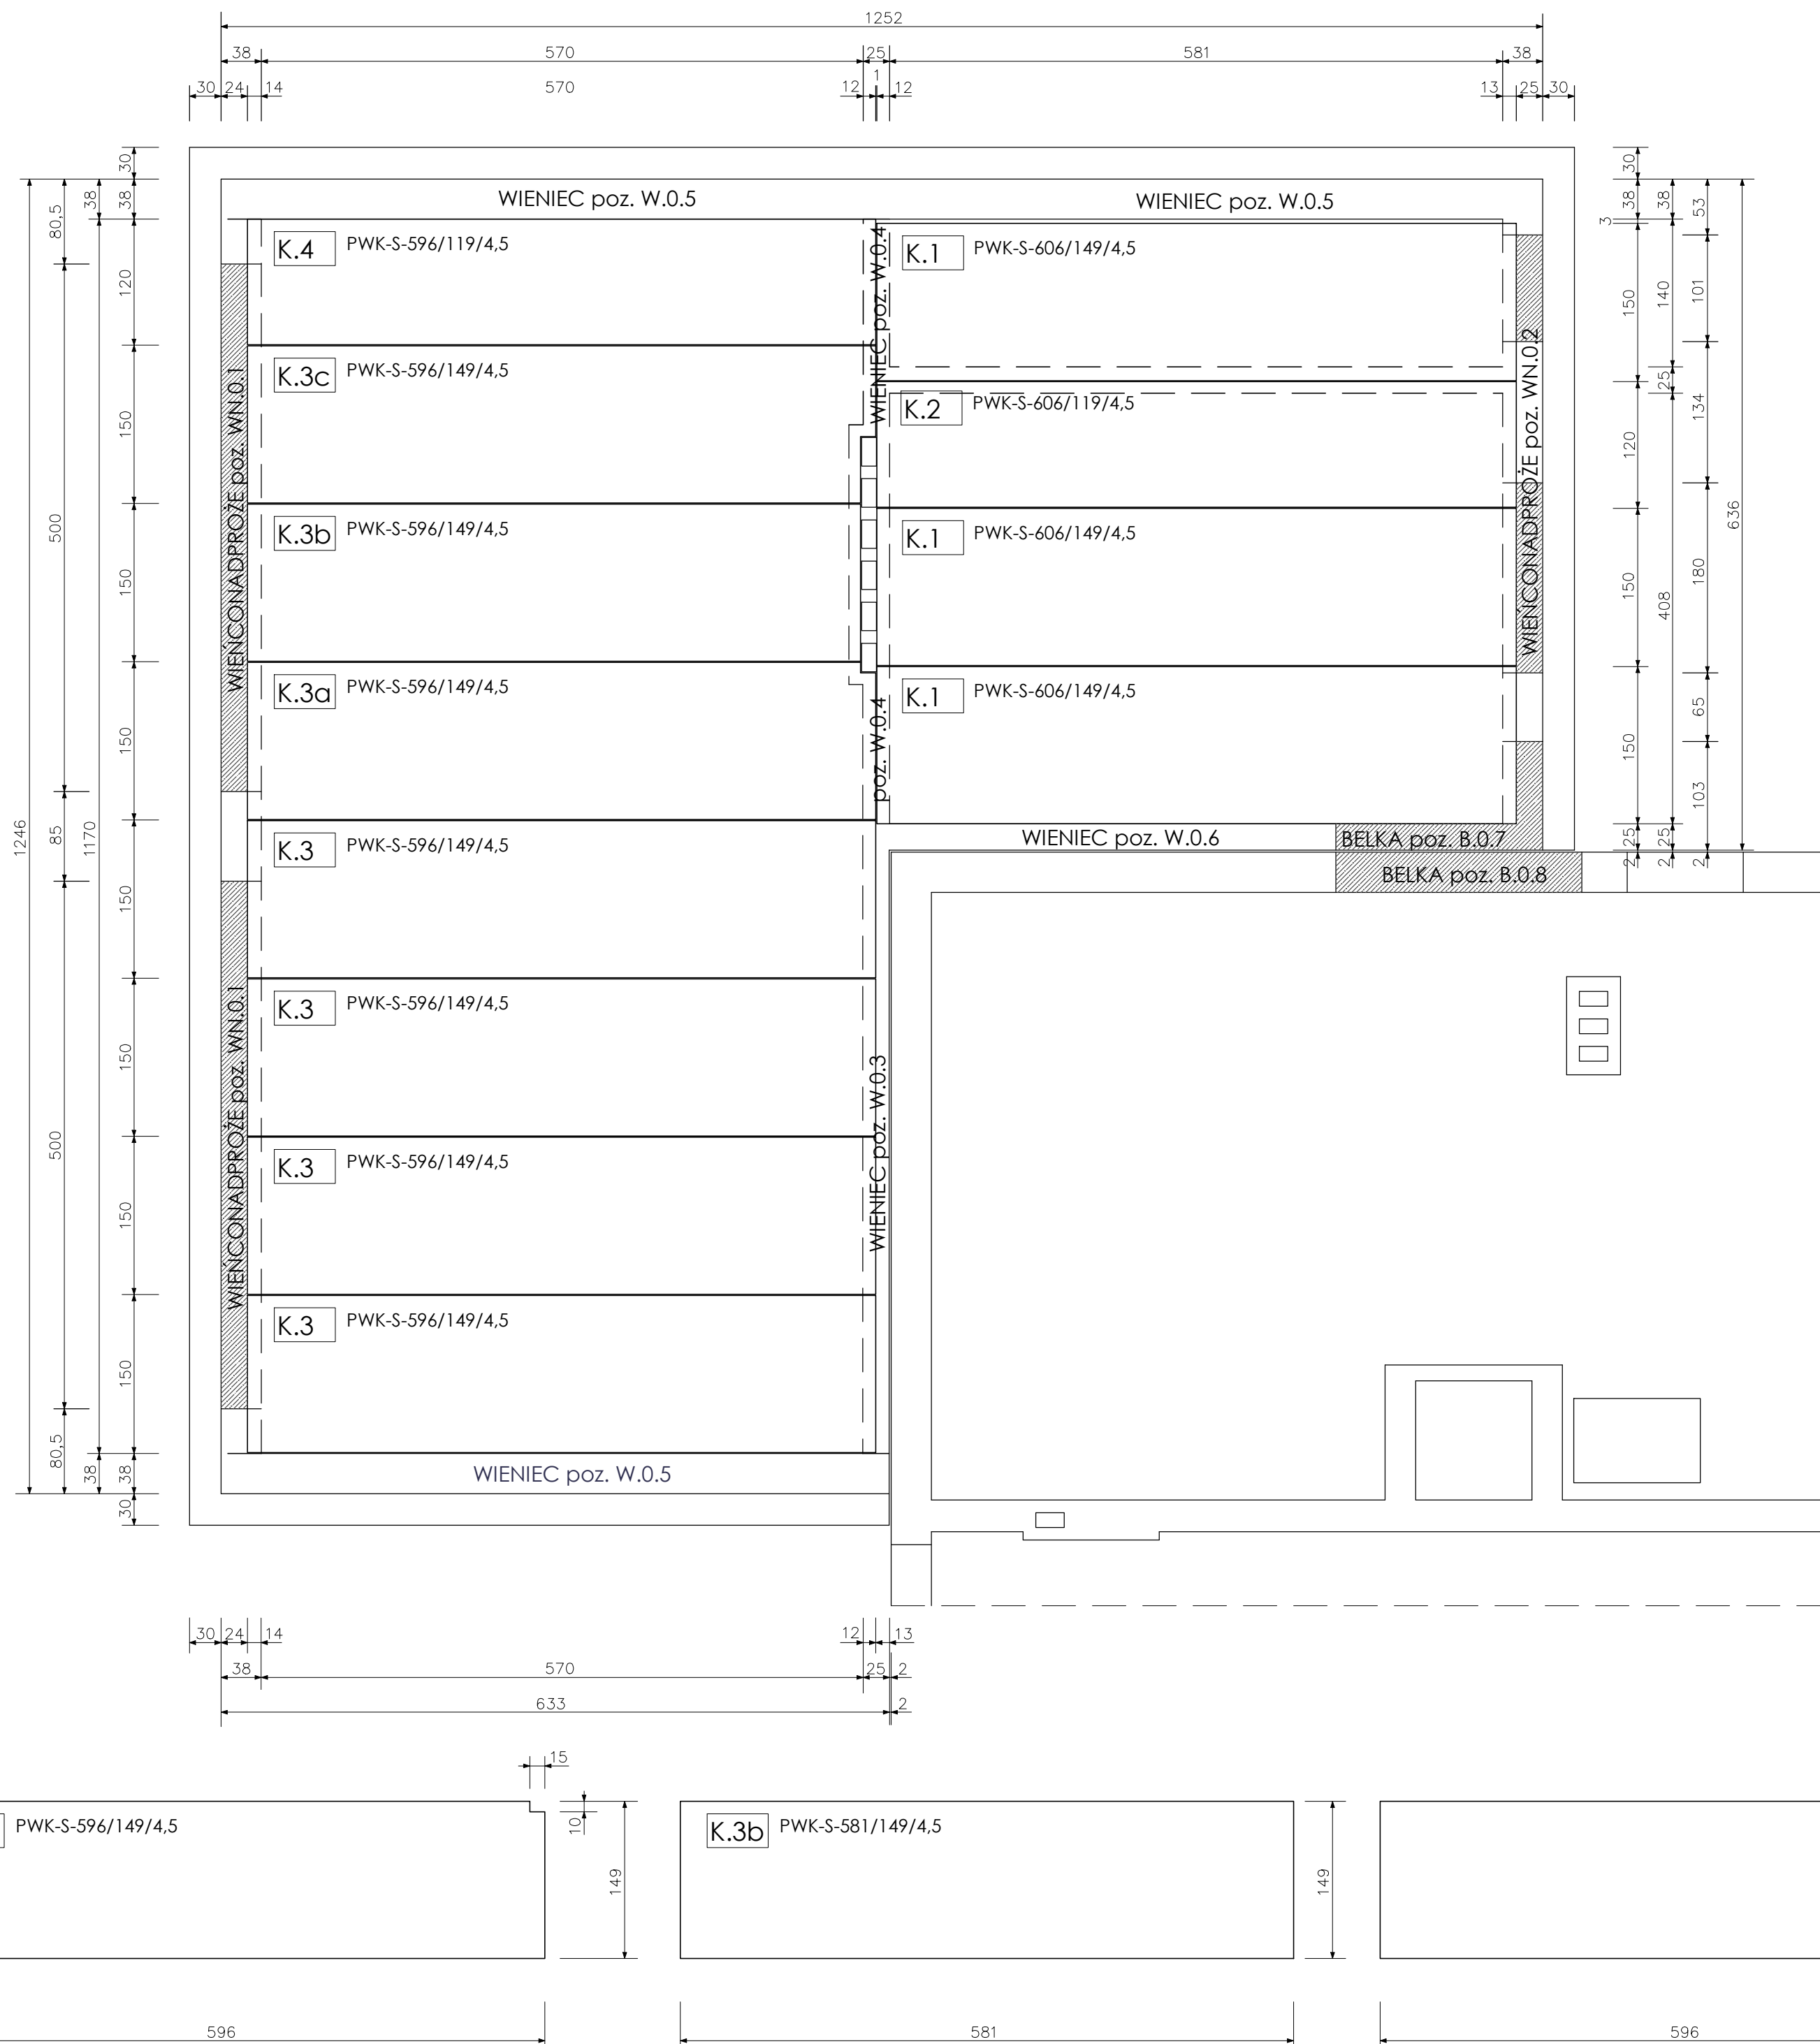 1252
38 570 25 581 38
1
30 24 14 570 12 12 13 25 30
30
38
38
80,5
120
150
150
150
150
150
150
150
150
38
38
30
500
85
500
80,5
1170
1246
WIENIEC poz. W.0.5
WIENIEC poz. W.0.5
K.4 PWK-S-596/119/4,5
K.3c PWK-S-596/149/4,5
K.3b PWK-S-596/149/4,5
K.3a PWK-S-596/149/4,5
K.3 PWK-S-596/149/4,5
K.3 PWK-S-596/149/4,5
K.3 PWK-S-596/149/4,5
K.3 PWK-S-596/149/4,5
WIEŃCONADPROŻE poz. WN.0.1
WIEŃCONADPROŻE poz. WN.0.1
WIENIEC poz. W.0.4
poz. W.0.4
WIENIEC poz. W.0.3
K.1 PWK-S-606/149/4,5
K.2 PWK-S-606/119/4,5
K.1 PWK-S-606/149/4,5
K.1 PWK-S-606/149/4,5
WIEŃCONADPROŻE poz. WN.0.2
WIENIEC poz. W.0.6
BELKA poz. B.0.7
BELKA poz. B.0.8
WIENIEC poz. W.0.5
30
38
3
150
120
150
150
25
2
38
140
25
408
25
2
53
101
134
180
65
103
2
636
30 24 14 12 13
38 570 25 2
633 2
15
10
149
PWK-S-596/149/4,5
596
K.3b PWK-S-581/149/4,5
149
581
596